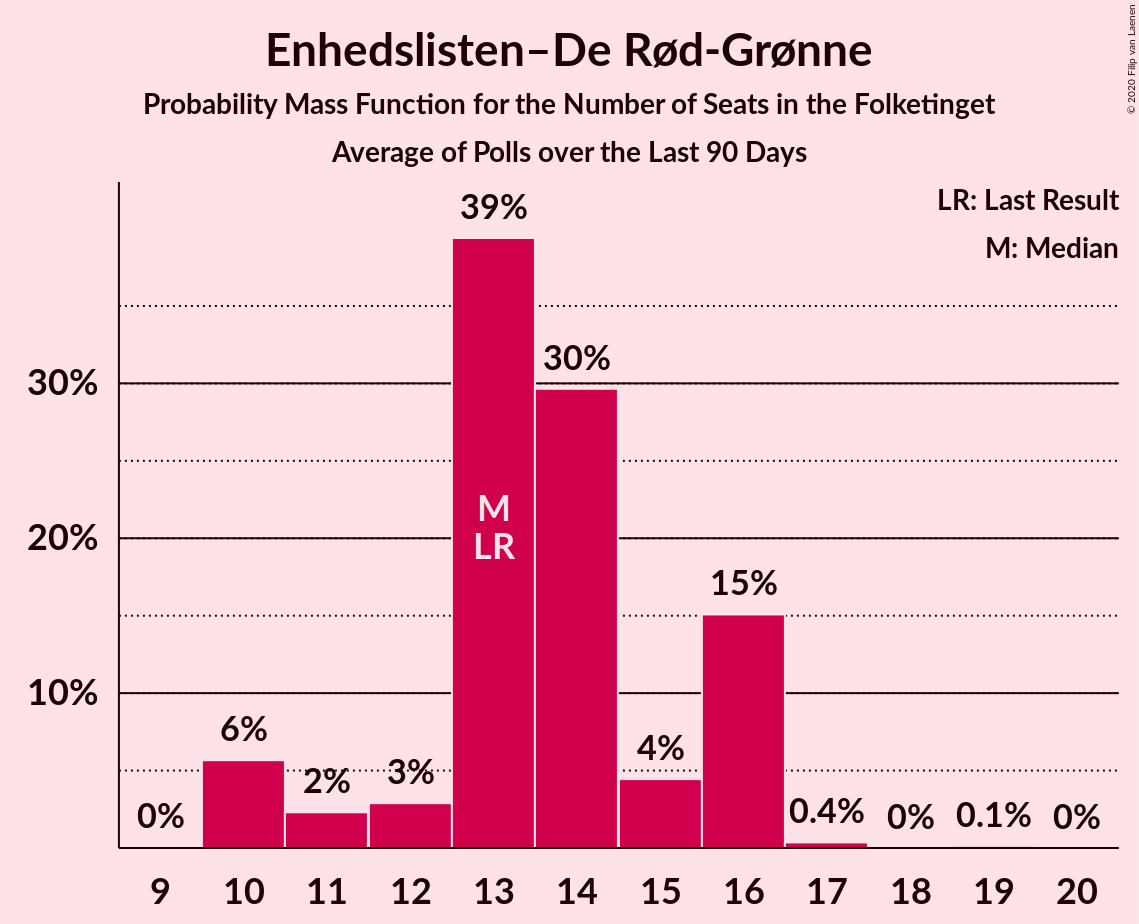 Enhedslisten–De Rød-Grønne
Probability Mass Function for the Number of Seats in the Folketinget
Average of Polls over the Last 90 Days
© 2020 Filip van Laenen
LR: Last Result
M: Median
39%
30%
30%
M
LR
20%
15%
10%
6%
2%
3%
4%
0%
0.4%
0%
0.1%
0%
9 10 11 12 13 14 15 16 17 18 19 20